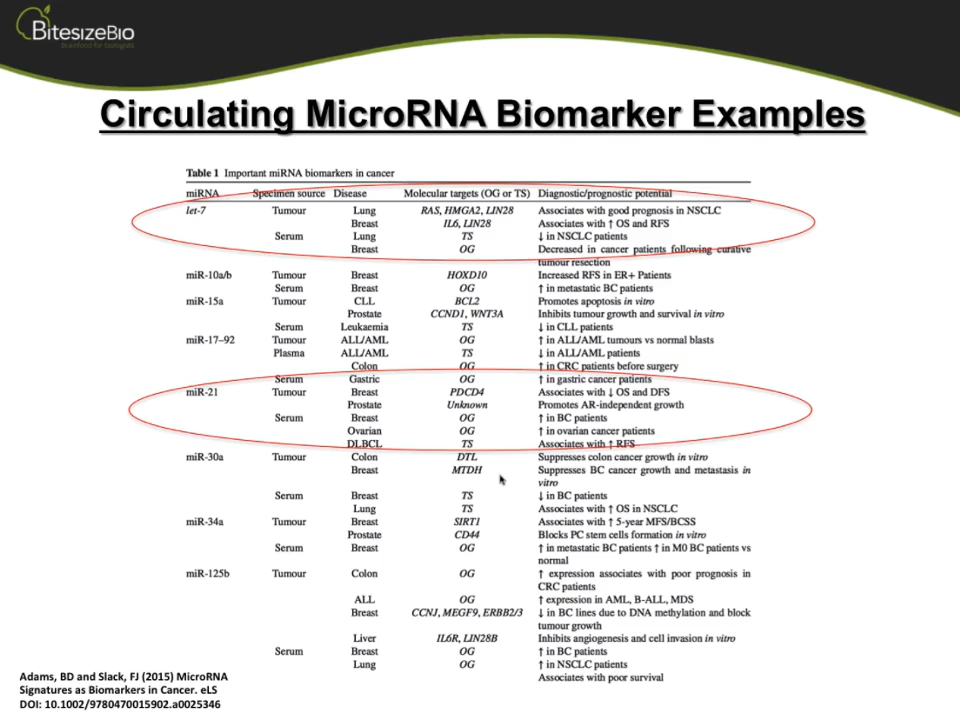 BITESIZEBIO
Brainfood for biologists
Circulating MicroRNA Biomarker Examples
Table 1 Important miRNA biomarkers in cancer
miRNA Specimen source Disease Molecular targets (OG or TS) Diagnostic/prognostic potential
let-7 Tumour Lung RAS, HMGA2, LIN28 Associates with good prognosis in NSCLC
Breast IL6, LIN28 Associates with ↑ OS and RFS
Serum Lung TS ↓ in NSCLC patients
Breast OG Decreased in cancer patients following curative
tumour resection
miR-10a/b Tumour Breast HOXD10 Increased RFS in ER+ Patients
Serum Breast OG ↑ in metastatic BC patients
miR-15a Tumour CLL BCL2 Promotes apoptosis in vitro
Prostate CCND1, WNT3A Inhibits tumour growth and survival in vitro
Serum Leukaemia TS ↓ in CLL patients
miR-17–92 Tumour ALL/AML OG ↑ in ALL/AML tumours vs normal blasts
Plasma ALL/AML TS ↓ in ALL/AML patients
Colon OG ↑ in CRC patients before surgery
Serum Gastric OG ↑ in gastric cancer patients
miR-21 Tumour Breast PDCD4 Associates with ↓ OS and DFS
Prostate Unknown Promotes AR-independent growth
Serum Breast OG ↑ in BC patients
Ovarian OG ↑ in ovarian cancer patients
DLBCL TS Associates with ↑ RFS
miR-30a Tumour Colon DTL Suppresses colon cancer growth in vitro
Breast MTDH Suppresses BC cancer growth and metastasis in
vitro
Serum Breast TS ↓ in BC patients
Lung TS Associates with ↑ OS in NSCLC
miR-34a Tumour Breast SIRT1 Associates with ↑ 5-year MFS/BCSS
Prostate CD44 Blocks PC stem cells formation in vitro
Serum Breast OG ↑ in metastatic BC patients ↑ in M0 BC patients vs
normal
miR-125b Tumour Colon OG ↑ expression associates with poor prognosis in
CRC patients
ALL OG ↑ expression in AML, B-ALL, MDS
Breast CCNJ, MEGF9, ERBB2/3 ↓ in BC lines due to DNA methylation and block
tumour growth
Liver IL6R, LIN28B Inhibits angiogenesis and cell invasion in vitro
Serum Breast OG ↑ in BC patients
Lung OG ↑ in NSCLC patients
Associates with poor survival
Adams, BD and Slack, FJ (2015) MicroRNA
Signatures as Biomarkers in Cancer. eLS
DOI: 10.1002/9780470015902.a0025346